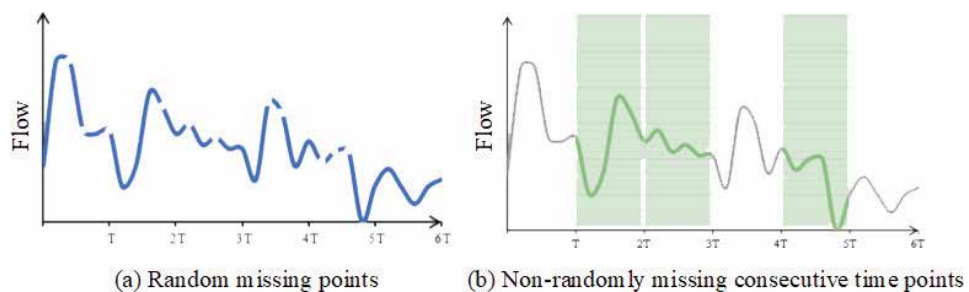 Flow
T 2T 3T 4T 5T 6T
(a) Random missing points
Flow
T 2T 3T 4T 5T 6T
(b) Non-randomly missing consecutive time points